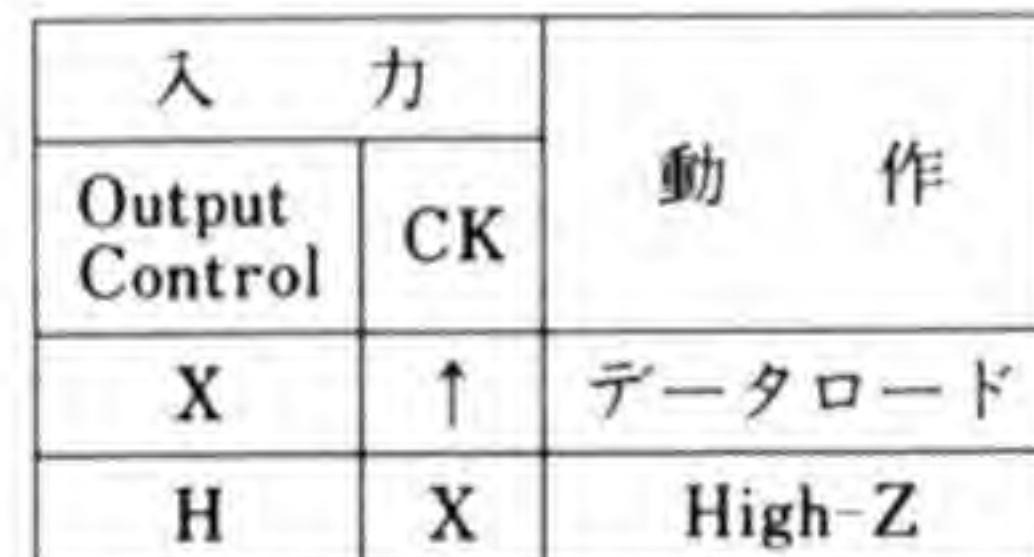 入 力
動 作
Output
Control
CK
X ↑ データロード
H X High-Z